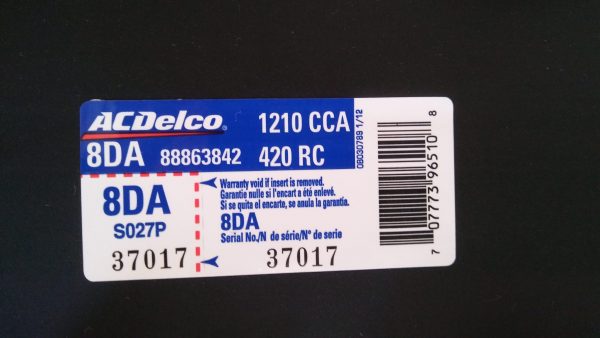 ACDelco®
1210 CCA
8DA 88863842 420 RC
08030789 1/12
8DA
S027P
37017
Warranty void if insert is removed.
Garantie nulle si l'encart a été enlevé.
Si se quita el encarte, se anula la garantía.
8DA
Serial No./N de série/N° de serie
37017
7 07773 96510 8